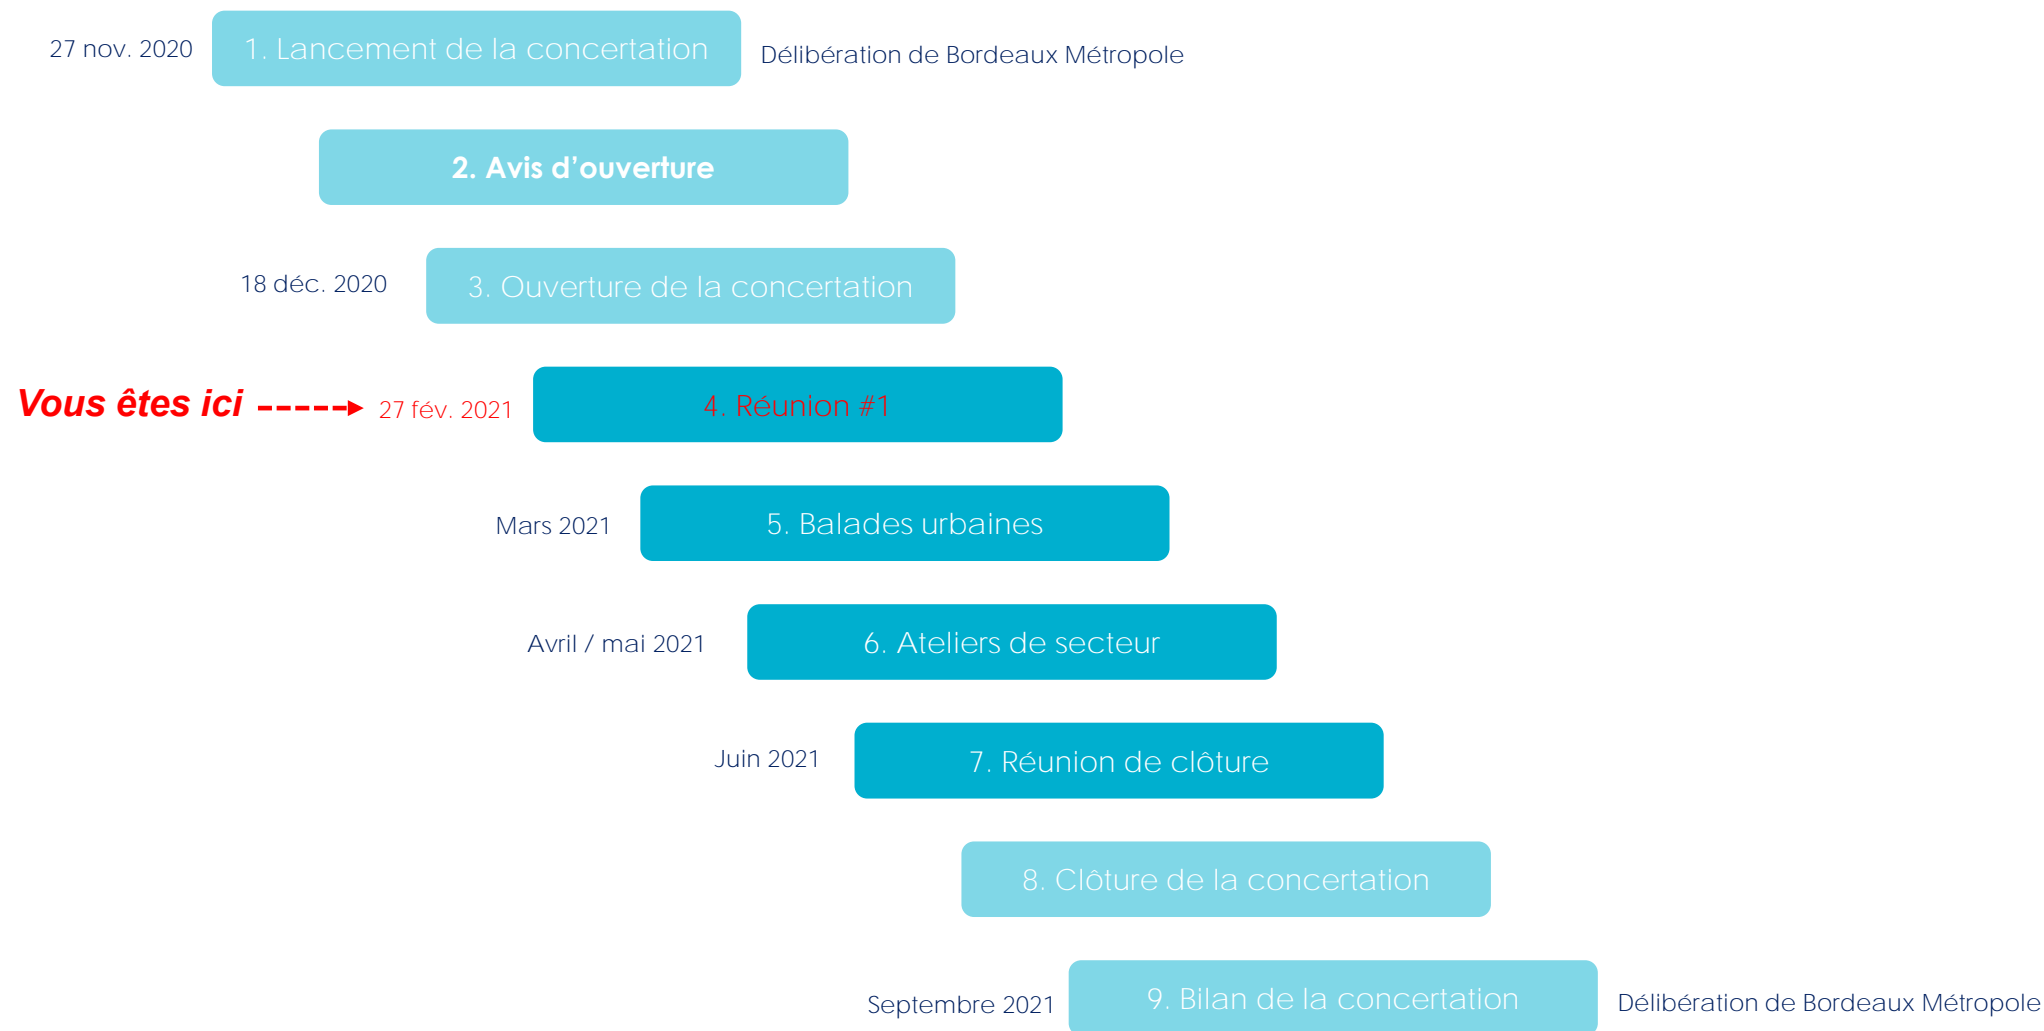 27 nov. 2020
1. Lancement de la concertation
Délibération de Bordeaux Métropole
2. Avis d’ouverture
18 déc. 2020
3. Ouverture de la concertation
Vous êtes ici
27 fév. 2021
4. Réunion #1
Mars 2021
5. Balades urbaines
Avril / mai 2021
6. Ateliers de secteur
Juin 2021
7. Réunion de clôture
8. Clôture de la concertation
Septembre 2021
9. Bilan de la concertation
Délibération de Bordeaux Métropole